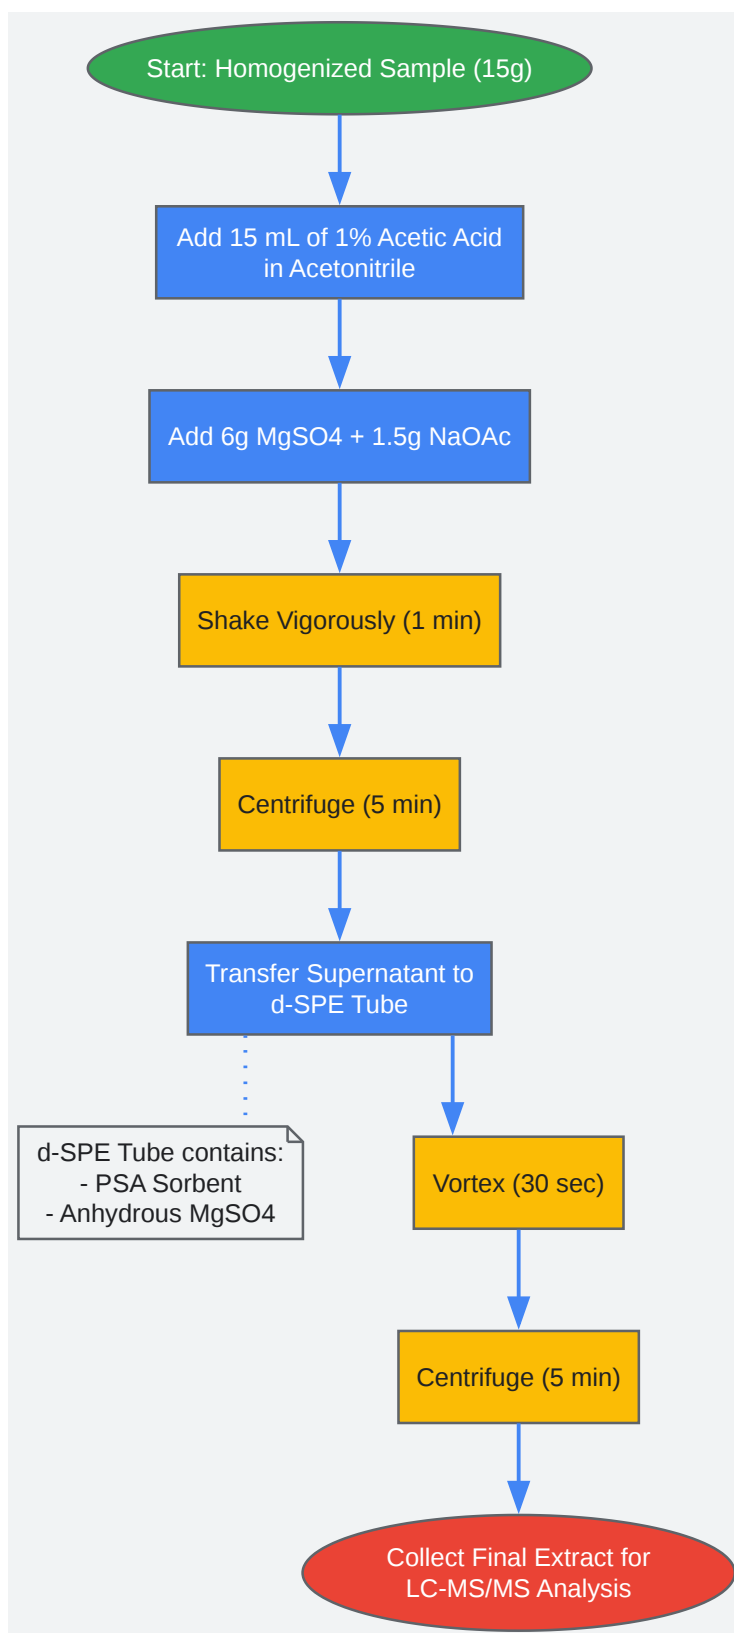 Start: Homogenized Sample (15g)
Add 15 mL of 1% Acetic Acid
in Acetonitrile
Add 6g MgSO4 + 1.5g NaOAc
Shake Vigorously (1 min)
Centrifuge (5 min)
Transfer Supernatant to
d-SPE Tube
d-SPE Tube contains:
- PSA Sorbent
- Anhydrous MgSO4
Vortex (30 sec)
Centrifuge (5 min)
Collect Final Extract for
LC-MS/MS Analysis